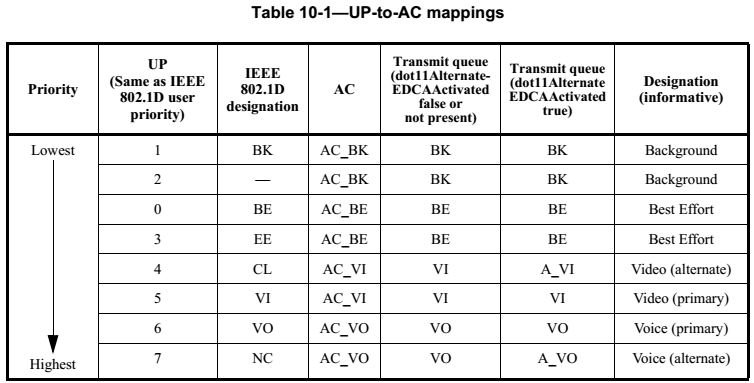 Table 10-1—UP-to-AC mappings
Priority | UP (Same as IEEE 802.1D user priority) | IEEE 802.1D designation | AC | Transmit queue (dot11Alternate-EDCAActivated false or not present) | Transmit queue (dot11Alternate EDCAActivated true) | Designation (informative)
Lowest | 1 | BK | AC_BK | BK | BK | Background
2 | — | AC_BK | BK | BK | Background
0 | BE | AC_BE | BE | BE | Best Effort
3 | EE | AC_BE | BE | BE | Best Effort
4 | CL | AC_VI | VI | A_VI | Video (alternate)
5 | VI | AC_VI | VI | VI | Video (primary)
6 | VO | AC_VO | VO | VO | Voice (primary)
Highest | 7 | NC | AC_VO | VO | A_VO | Voice (alternate)